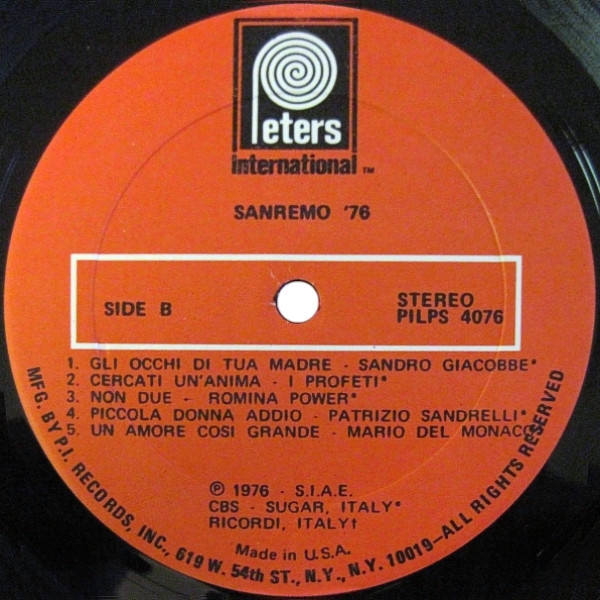 Peters
International™
SANREMO '76
SIDE B
STEREO
PILPS 4076
1. GLI OCCHI DI TUA MADRE - SANDRO GIACOBBE*
2. CERCATI UN'ANIMA - I PROFETI*
3. NON DUE - ROMINA POWER*
4. PICCOLA DONNA ADDIO - PATRIZIO SANDRELLI*
5. UN AMORE COSI GRANDE - MARIO DEL MONACO
℗ 1976 - S.I.A.E.
CBS - SUGAR, ITALY*
RICORDI, ITALY†
Made in U.S.A.
MFG. BY P.I. RECORDS, INC., 619 W. 54th ST., N.Y., N.Y. 10019—ALL RIGHTS RESERVED